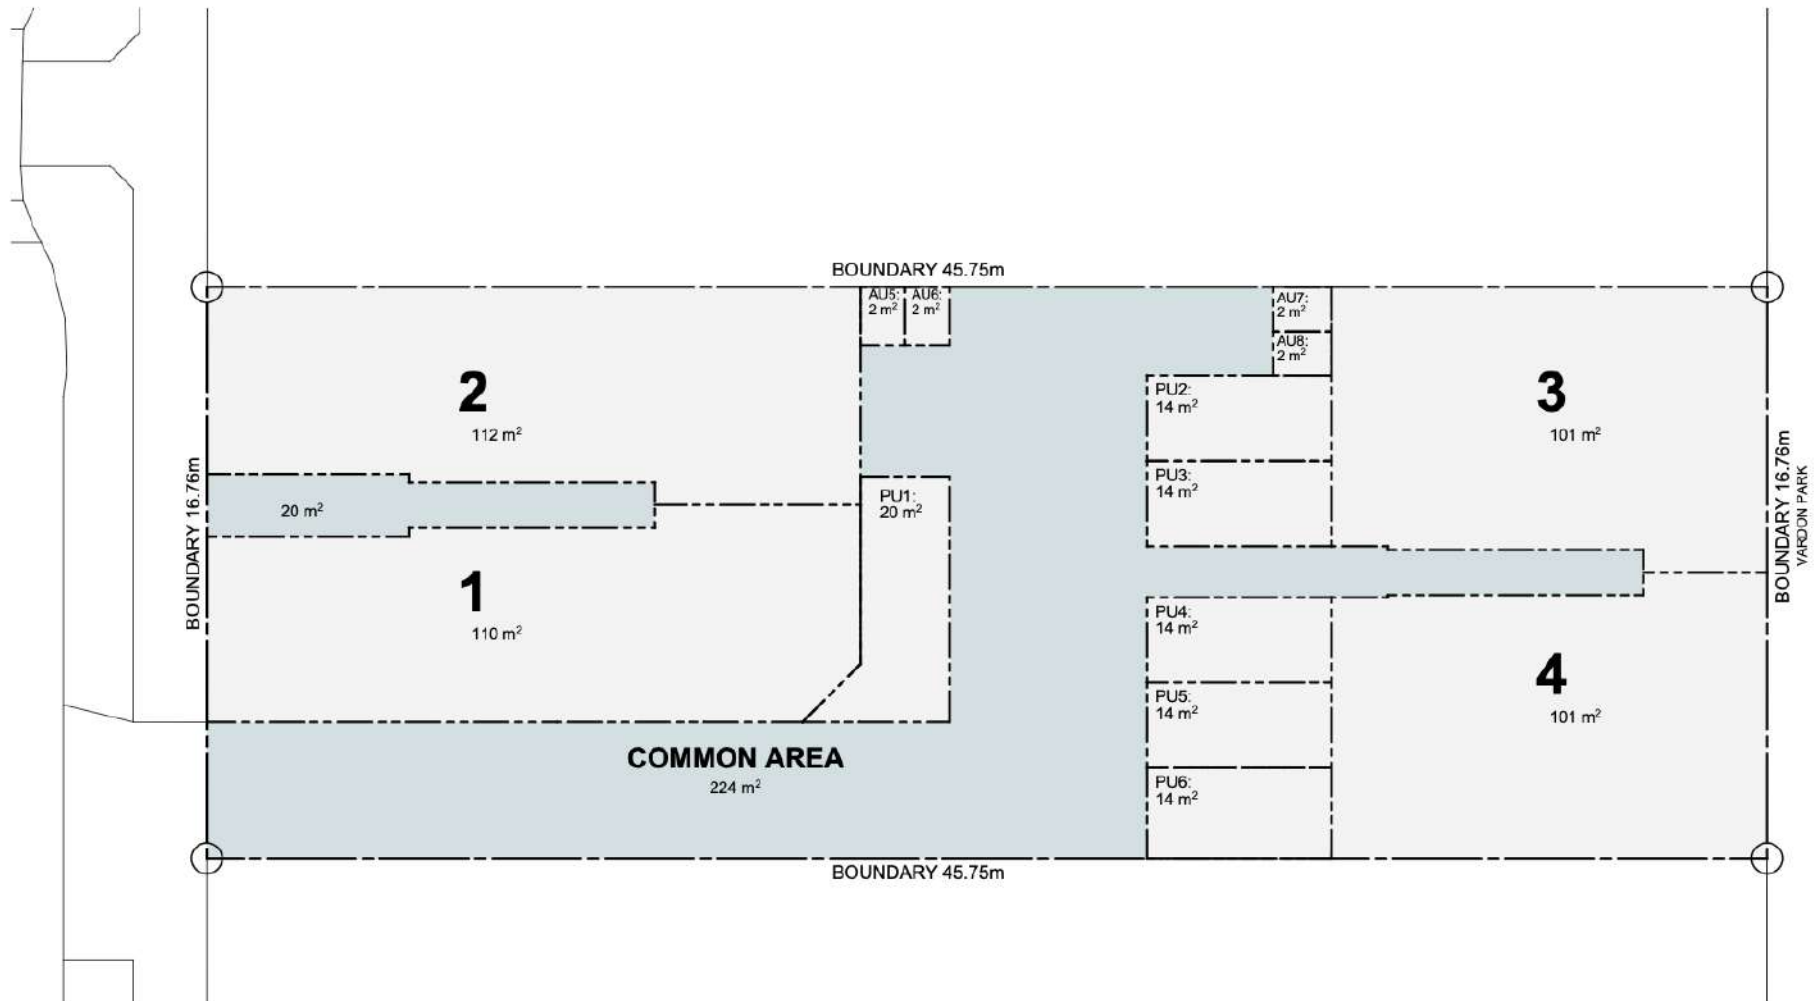 BOUNDARY 45.75m
AU5:
2 m²
AU6:
2 m²
AU7:
2 m²
AU8:
2 m²
2
112 m²
PU2:
14 m²
3
101 m²
PU3:
14 m²
BOUNDARY 16.76m
20 m²
PU1:
20 m²
BOUNDARY 16.76m
VARDON PARK
1
110 m²
PU4:
14 m²
PU5:
14 m²
4
101 m²
COMMON AREA
224 m²
PU6:
14 m²
BOUNDARY 45.75m